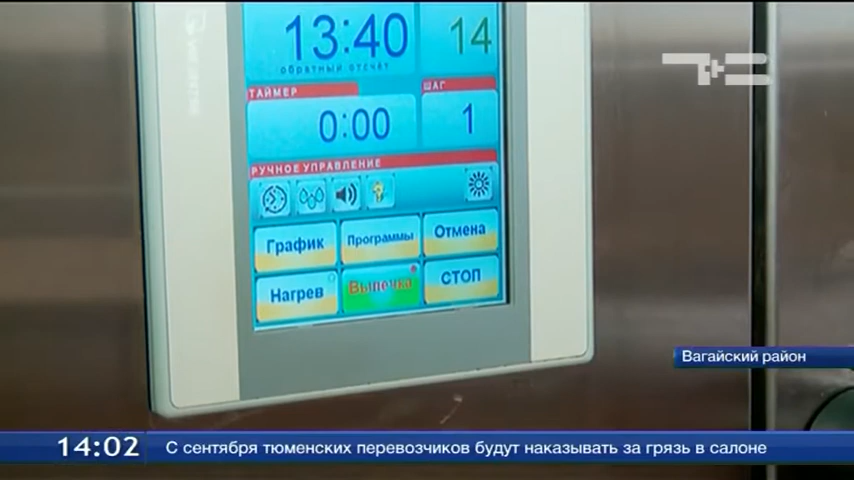 13:40 14
обратный отсчет
ТАЙМЕР ШАГ
0:00 1
РУЧНОЕ УПРАВЛЕНИЕ
График Программы Отмена
Нагрев Выпечка СТОП
Вагайский район
14:02 С сентября тюменских перевозчиков будут наказывать за грязь в салоне